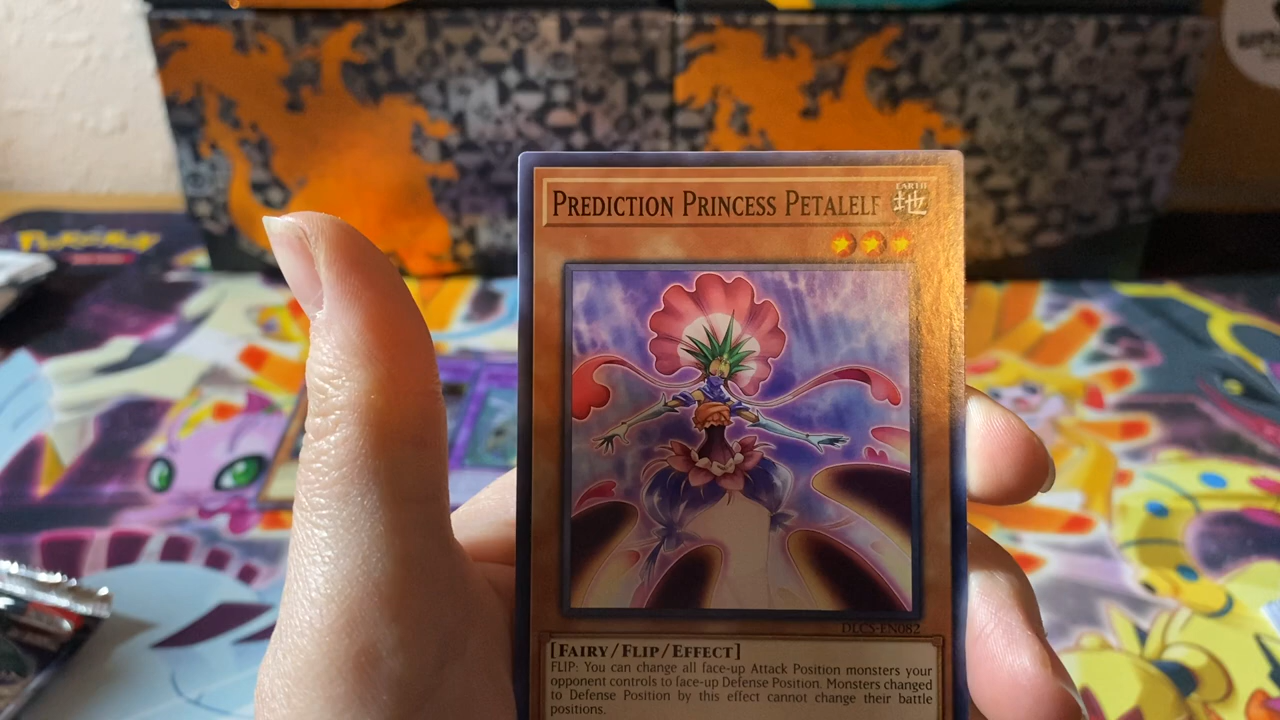 POKÉMON
PREDICTION PRINCESS PETALELF
EARTH
地
DLCS-EN082
[FAIRY/FLIP/EFFECT]
FLIP: You can change all face-up Attack Position monsters your
opponent controls to face-up Defense Position. Monsters changed
to Defense Position by this effect cannot change their battle
positions.